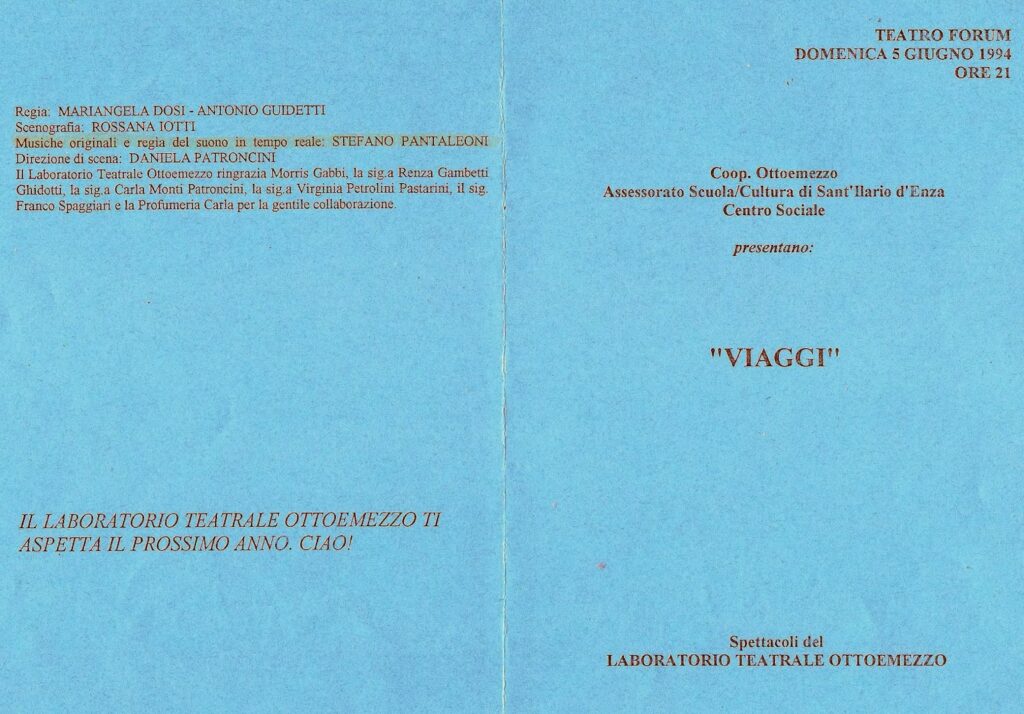 Regia: MARIANGELA DOSI - ANTONIO GUIDETTI
Scenografia: ROSSANA IOTTI
Musiche originali e regia del suono in tempo reale: STEFANO PANTALEONI
Direzione di scena: DANIELA PATRONCINI
Il Laboratorio Teatrale Ottoemezzo ringrazia Morris Gabbi, la sig.a Renza Gambetti
Ghidotti, la sig.a Carla Monti Patroncini, la sig.a Virginia Petrolini Pastarini, il sig.
Franco Spaggiari e la Profumeria Carla per la gentile collaborazione.
IL LABORATORIO TEATRALE OTTOEMEZZO TI
ASPETTA IL PROSSIMO ANNO. CIAO!
TEATRO FORUM
DOMENICA 5 GIUGNO 1994
ORE 21
Coop. Ottoemezzo
Assessorato Scuola/Cultura di Sant'Ilario d'Enza
Centro Sociale
presentano:
"VIAGGI"
Spettacoli del
LABORATORIO TEATRALE OTTOEMEZZO